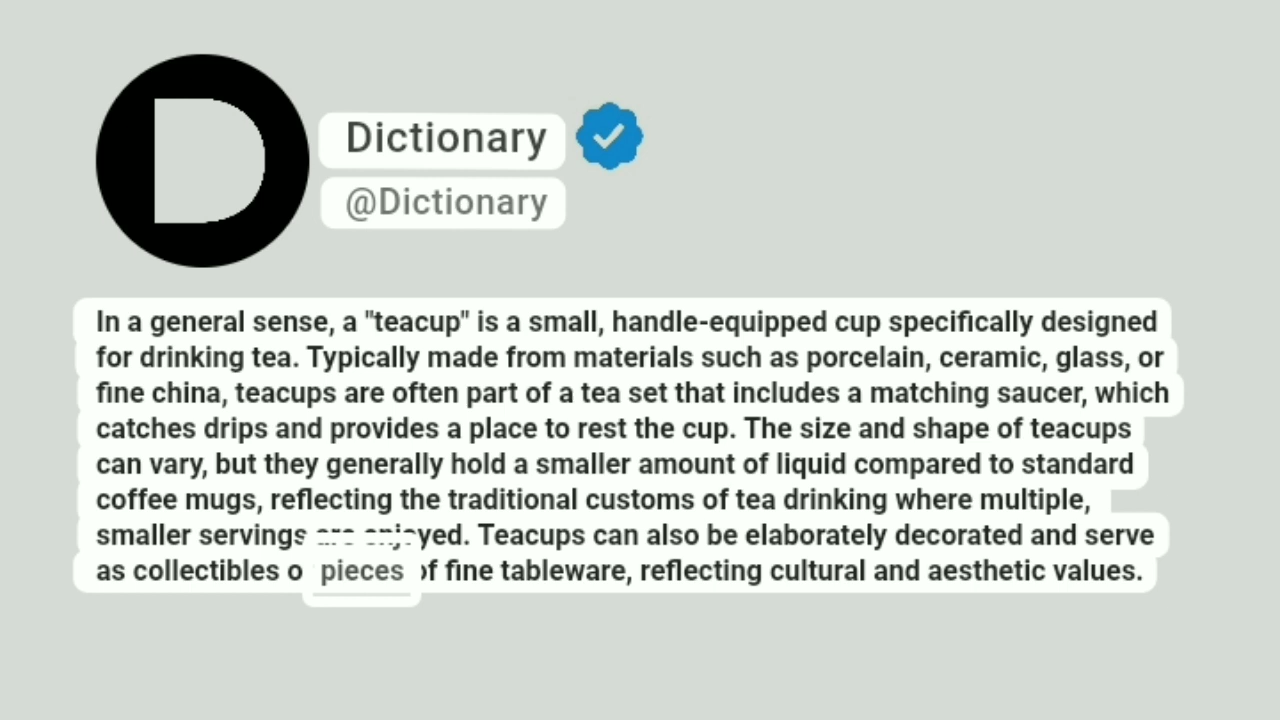 D
Dictionary
@Dictionary
In a general sense, a "teacup" is a small, handle-equipped cup specifically designed
for drinking tea. Typically made from materials such as porcelain, ceramic, glass, or
fine china, teacups are often part of a tea set that includes a matching saucer, which
catches drips and provides a place to rest the cup. The size and shape of teacups
can vary, but they generally hold a smaller amount of liquid compared to standard
coffee mugs, reflecting the traditional customs of tea drinking where multiple,
smaller servings are enjoyed. Teacups can also be elaborately decorated and serve
as collectibles o pieces of fine tableware, reflecting cultural and aesthetic values.